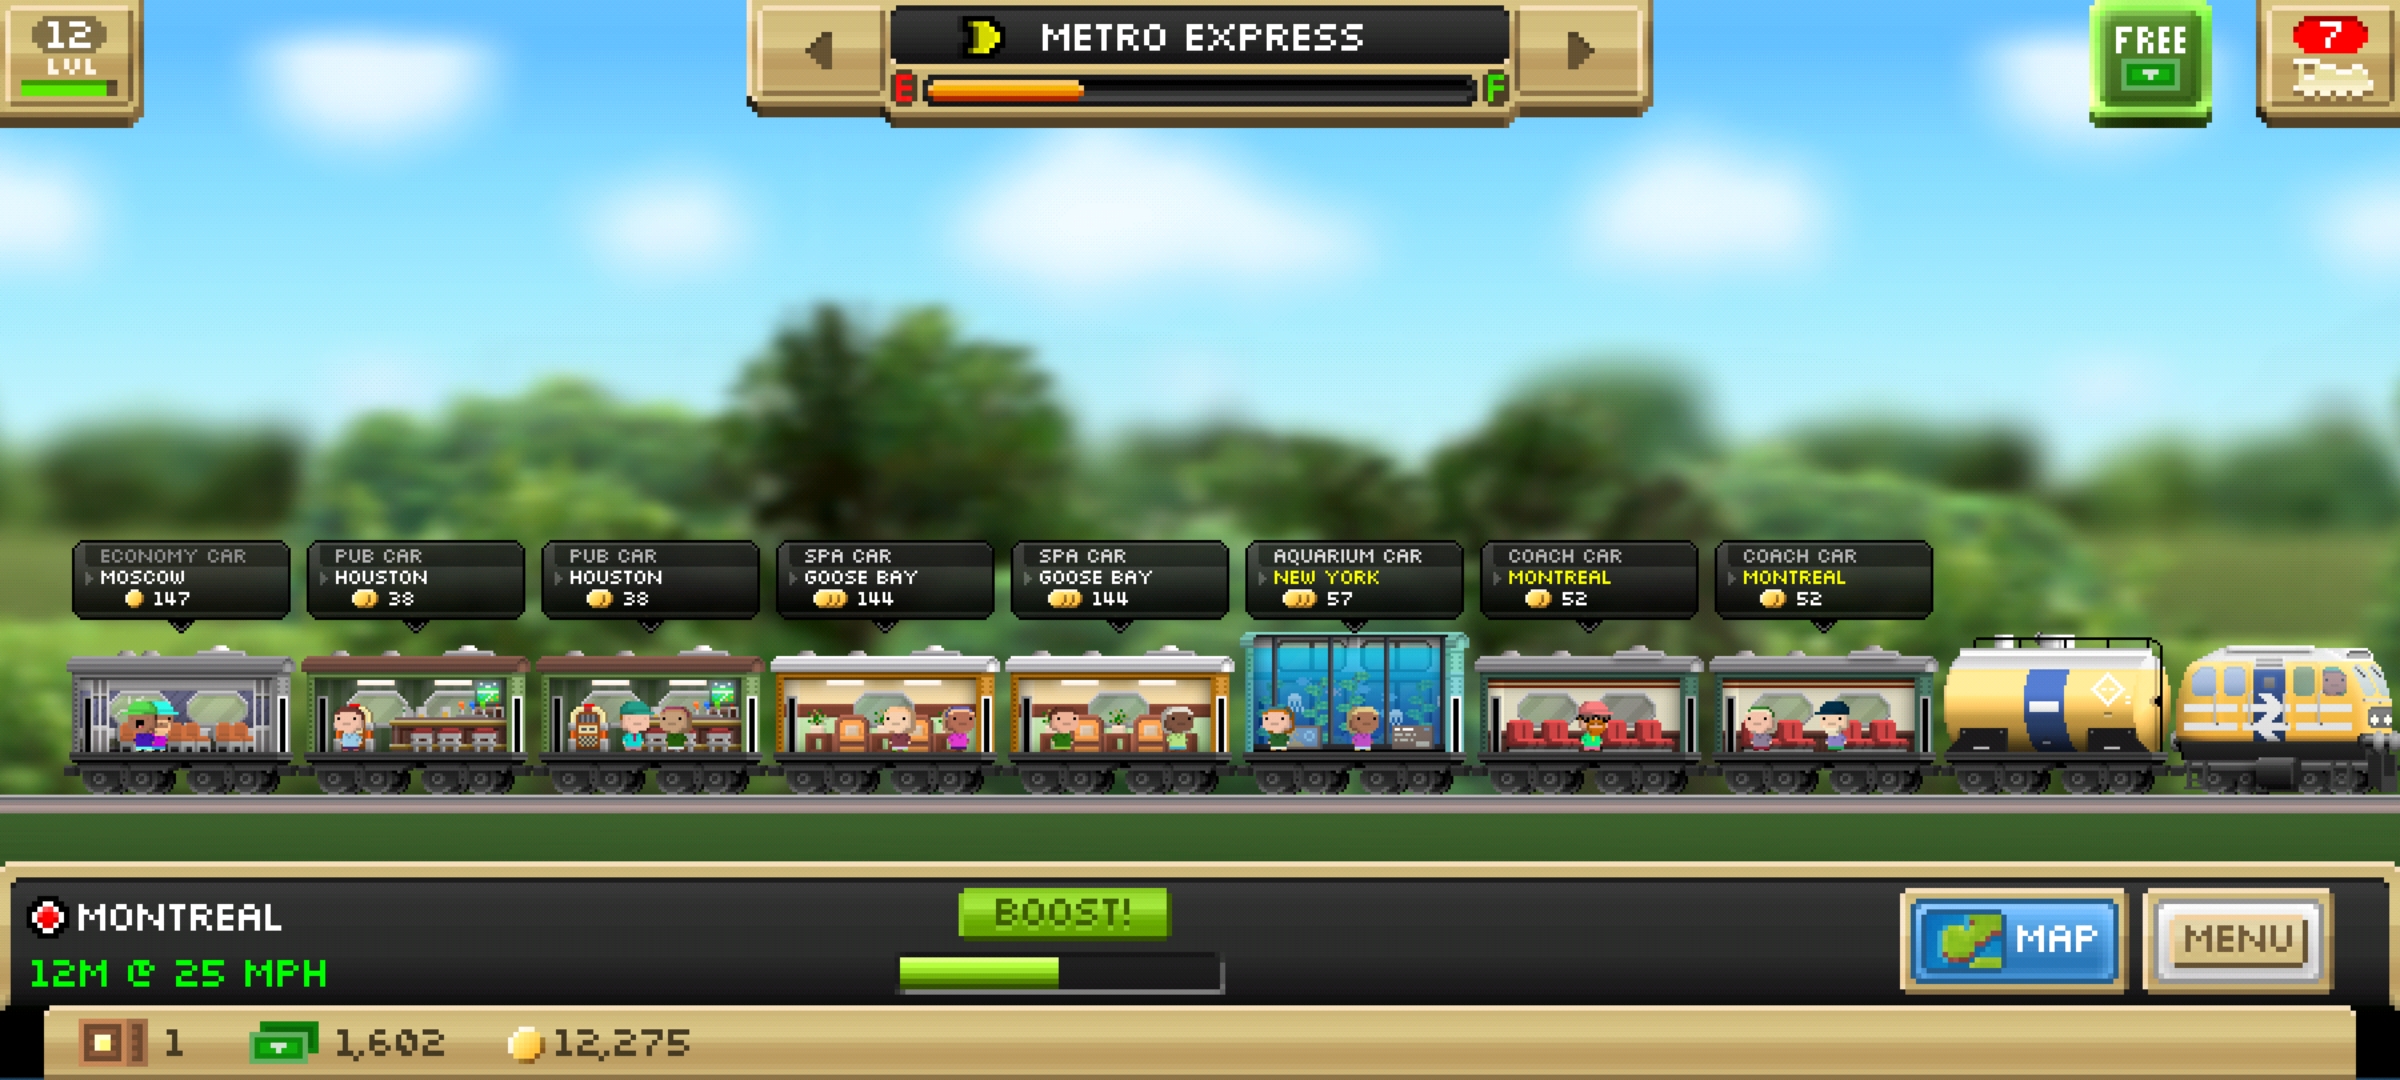 12
LVL
METRO EXPRESS
E
F
FREE
7
ECONOMY CAR
MOSCOW
147
PUB CAR
HOUSTON
38
PUB CAR
HOUSTON
38
SPA CAR
GOOSE BAY
144
SPA CAR
GOOSE BAY
144
AQUARIUM CAR
NEW YORK
57
COACH CAR
MONTREAL
52
COACH CAR
MONTREAL
52
MONTREAL
12M @ 25 MPH
BOOST!
MAP
MENU
1
1,602
12,275